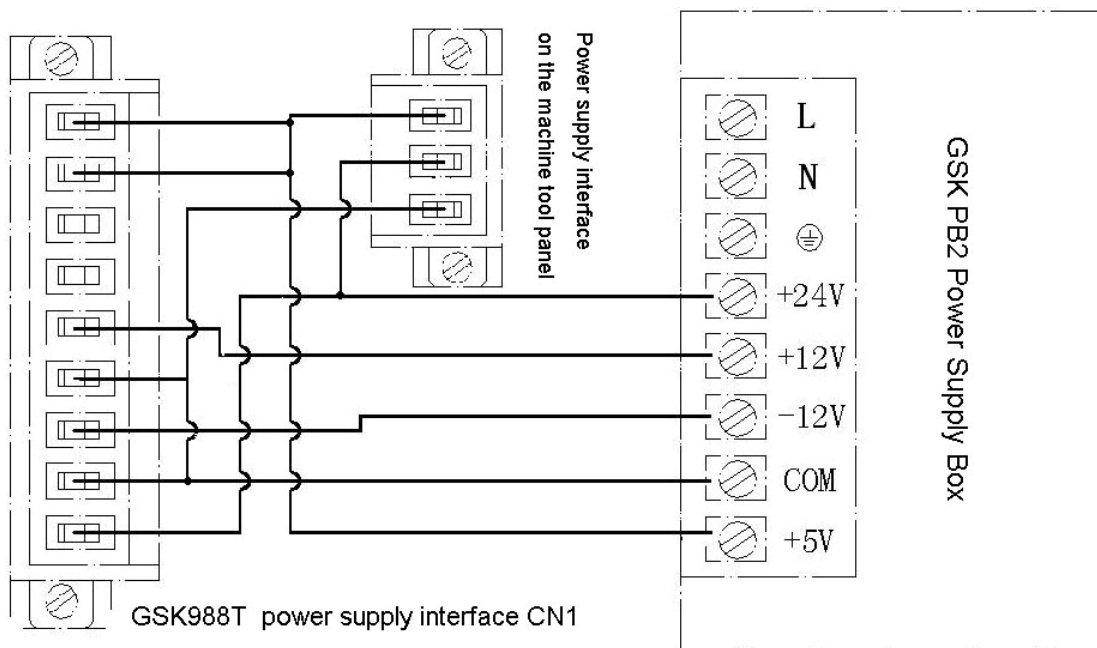 Power supply interface
on the machine tool panel
L
N
+24V
+12V
-12V
COM
+5V
GSK PB2 Power Supply Box
GSK988T power supply interface CN1